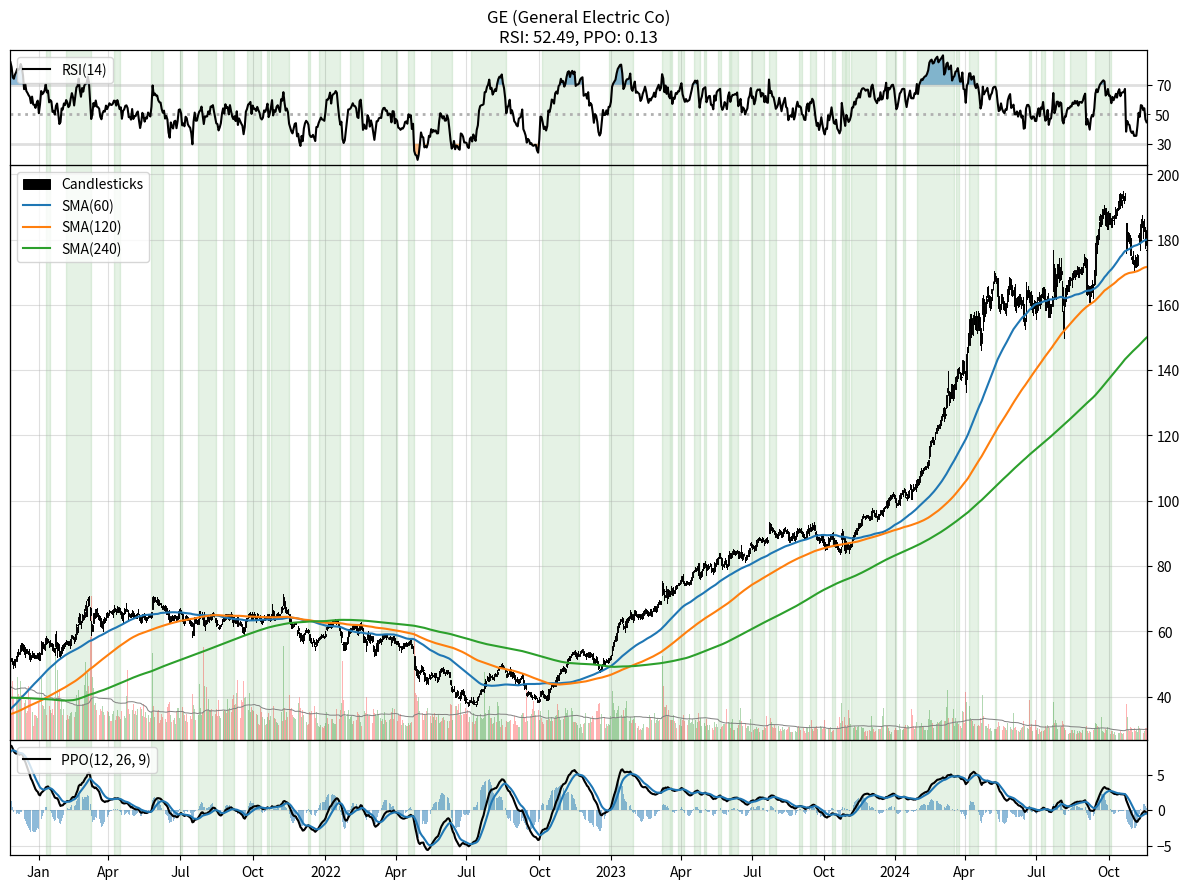 GE (General Electric Co)
RSI: 52.49, PPO: 0.13
RSI(14)
70
50
30
Candlesticks
SMA(60)
SMA(120)
SMA(240)
200
180
160
140
120
100
80
60
40
PPO(12, 26, 9)
5
0
−5
Jan Apr Jul Oct 2022 Apr Jul Oct 2023 Apr Jul Oct 2024 Apr Jul Oct